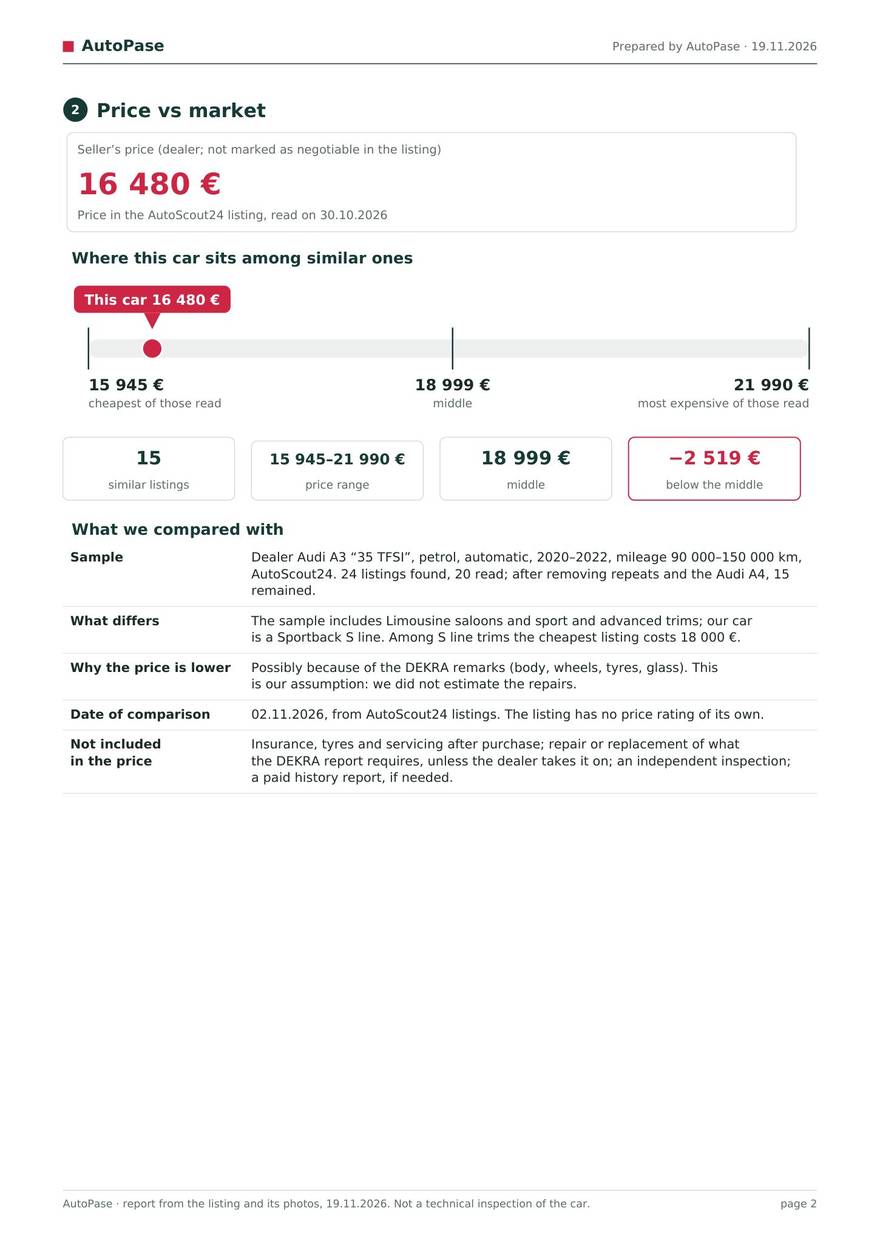 AutoPase
Prepared by AutoPase · 19.11.2026
2 Price vs market
Seller’s price (dealer; not marked as negotiable in the listing)
16 480 €
Price in the AutoScout24 listing, read on 30.10.2026
Where this car sits among similar ones
This car 16 480 €
15 945 €
cheapest of those read
18 999 €
middle
21 990 €
most expensive of those read
15
similar listings
15 945–21 990 €
price range
18 999 €
middle
−2 519 €
below the middle
What we compared with
Sample
Dealer Audi A3 “35 TFSI”, petrol, automatic, 2020–2022, mileage 90 000–150 000 km,
AutoScout24. 24 listings found, 20 read; after removing repeats and the Audi A4, 15
remained.
What differs
The sample includes Limousine saloons and sport and advanced trims; our car
is a Sportback S line. Among S line trims the cheapest listing costs 18 000 €.
Why the price is lower
Possibly because of the DEKRA remarks (body, wheels, tyres, glass). This
is our assumption: we did not estimate the repairs.
Date of comparison
02.11.2026, from AutoScout24 listings. The listing has no price rating of its own.
Not included
in the price
Insurance, tyres and servicing after purchase; repair or replacement of what
the DEKRA report requires, unless the dealer takes it on; an independent inspection;
a paid history report, if needed.
AutoPase · report from the listing and its photos, 19.11.2026. Not a technical inspection of the car.
page 2